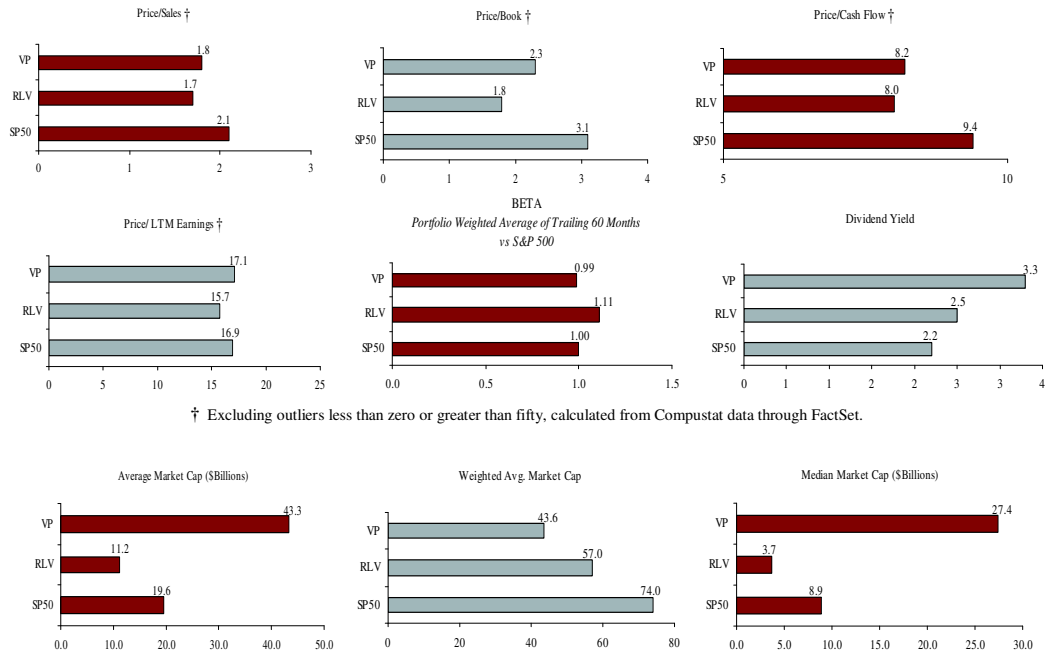 Price/Sales †
VP 1.8
RLV 1.7
SP50 2.1
0 1 2 3
Price/Book †
VP 2.3
RLV 1.8
SP50 3.1
0 1 2 3 4
Price/Cash Flow †
VP 8.2
RLV 8.0
SP50 9.4
5 10
Price/ LTM Earnings †
VP 17.1
RLV 15.7
SP50 16.9
0 5 10 15 20 25
BETA
Portfolio Weighted Average of Trailing 60 Months
vs S&P 500
VP 0.99
RLV 1.11
SP50 1.00
0.0 0.5 1.0 1.5
Dividend Yield
VP 3.3
RLV 2.5
SP50 2.2
0 1 1 2 2 3 3 4
† Excluding outliers less than zero or greater than fifty, calculated from Compustat data through FactSet.
Average Market Cap ($Billions)
VP 43.3
RLV 11.2
SP50 19.6
0.0 10.0 20.0 30.0 40.0 50.0
Weighted Avg. Market Cap
VP 43.6
RLV 57.0
SP50 74.0
0 20 40 60 80
Median Market Cap ($Billions)
VP 27.4
RLV 3.7
SP50 8.9
0.0 5.0 10.0 15.0 20.0 25.0 30.0